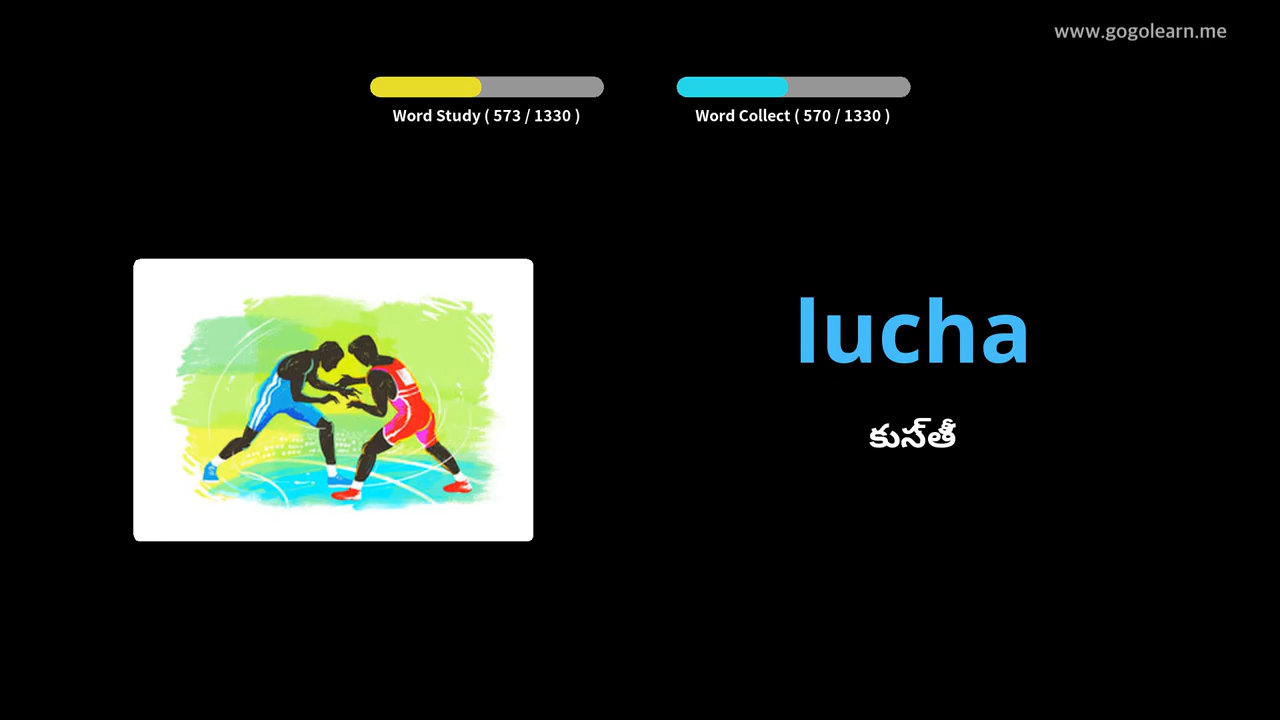 www.gogolearn.me
Word Study ( 573 / 1330 )
Word Collect ( 570 / 1330 )
lucha
కుస్‌తీ